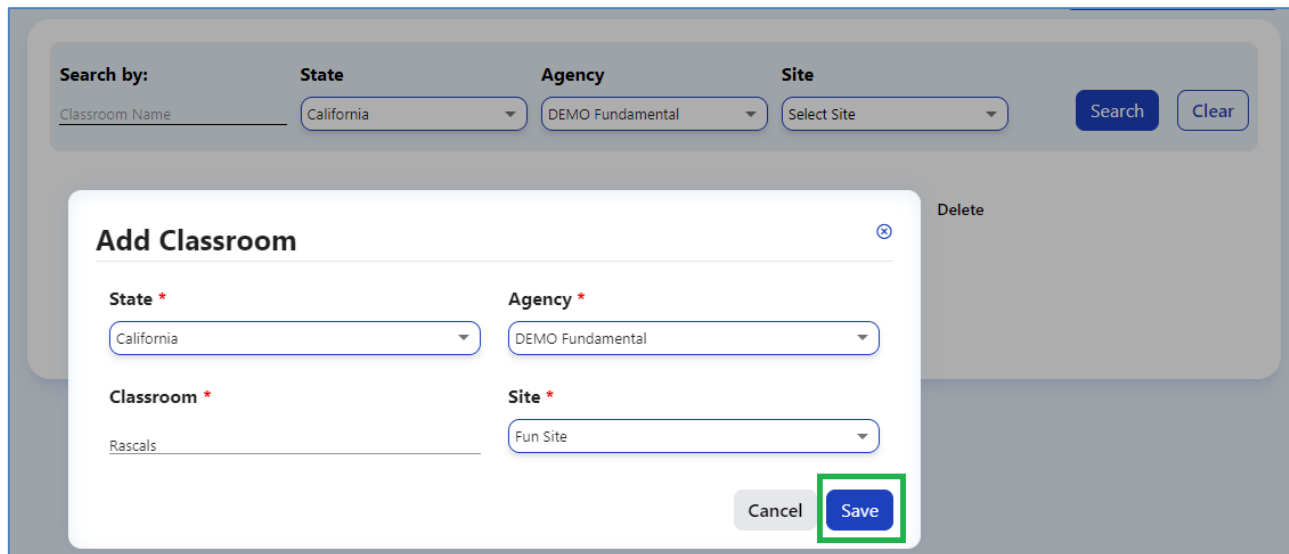 Search by: State Agency Site
Classroom Name California DEMO Fundamental Select Site Search Clear
Delete
Add Classroom
State * Agency *
California DEMO Fundamental
Classroom * Site *
Rascals Fun Site
Cancel Save